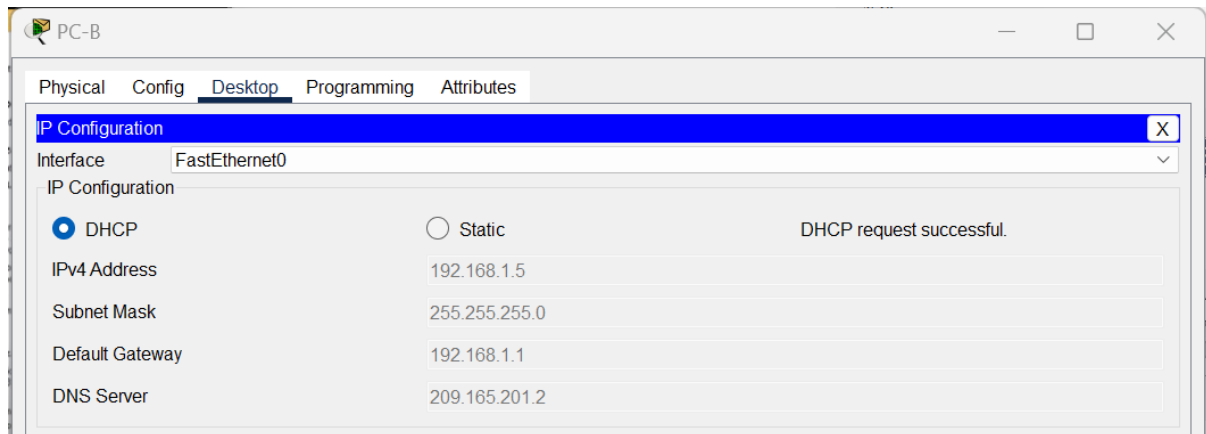 PC-B
Physical Config Desktop Programming Attributes
IP Configuration X
Interface FastEthernet0
IP Configuration
DHCP Static DHCP request successful.
IPv4 Address 192.168.1.5
Subnet Mask 255.255.255.0
Default Gateway 192.168.1.1
DNS Server 209.165.201.2